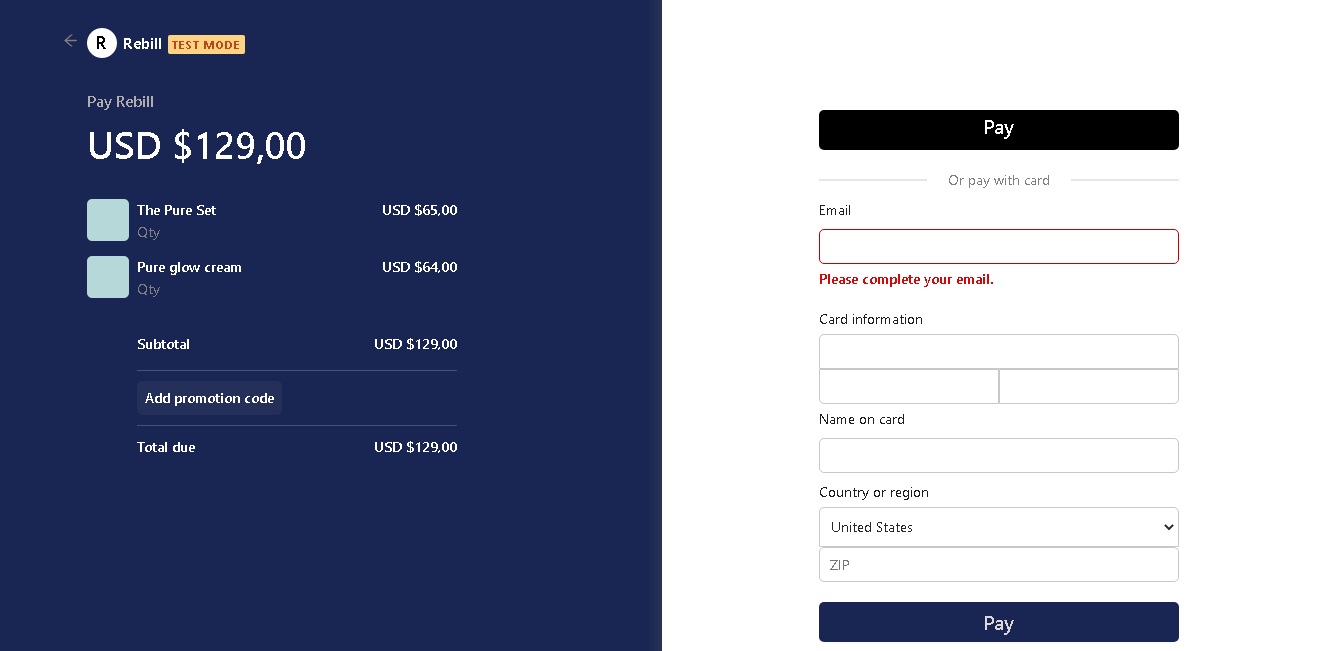 R Rebill TEST MODE
Pay Rebill
USD $129,00
The Pure Set USD $65,00
Qty
Pure glow cream USD $64,00
Qty
Subtotal USD $129,00
Add promotion code
Total due USD $129,00
Pay
Or pay with card
Email
Please complete your email.
Card information
Name on card
Country or region
United States
ZIP
Pay